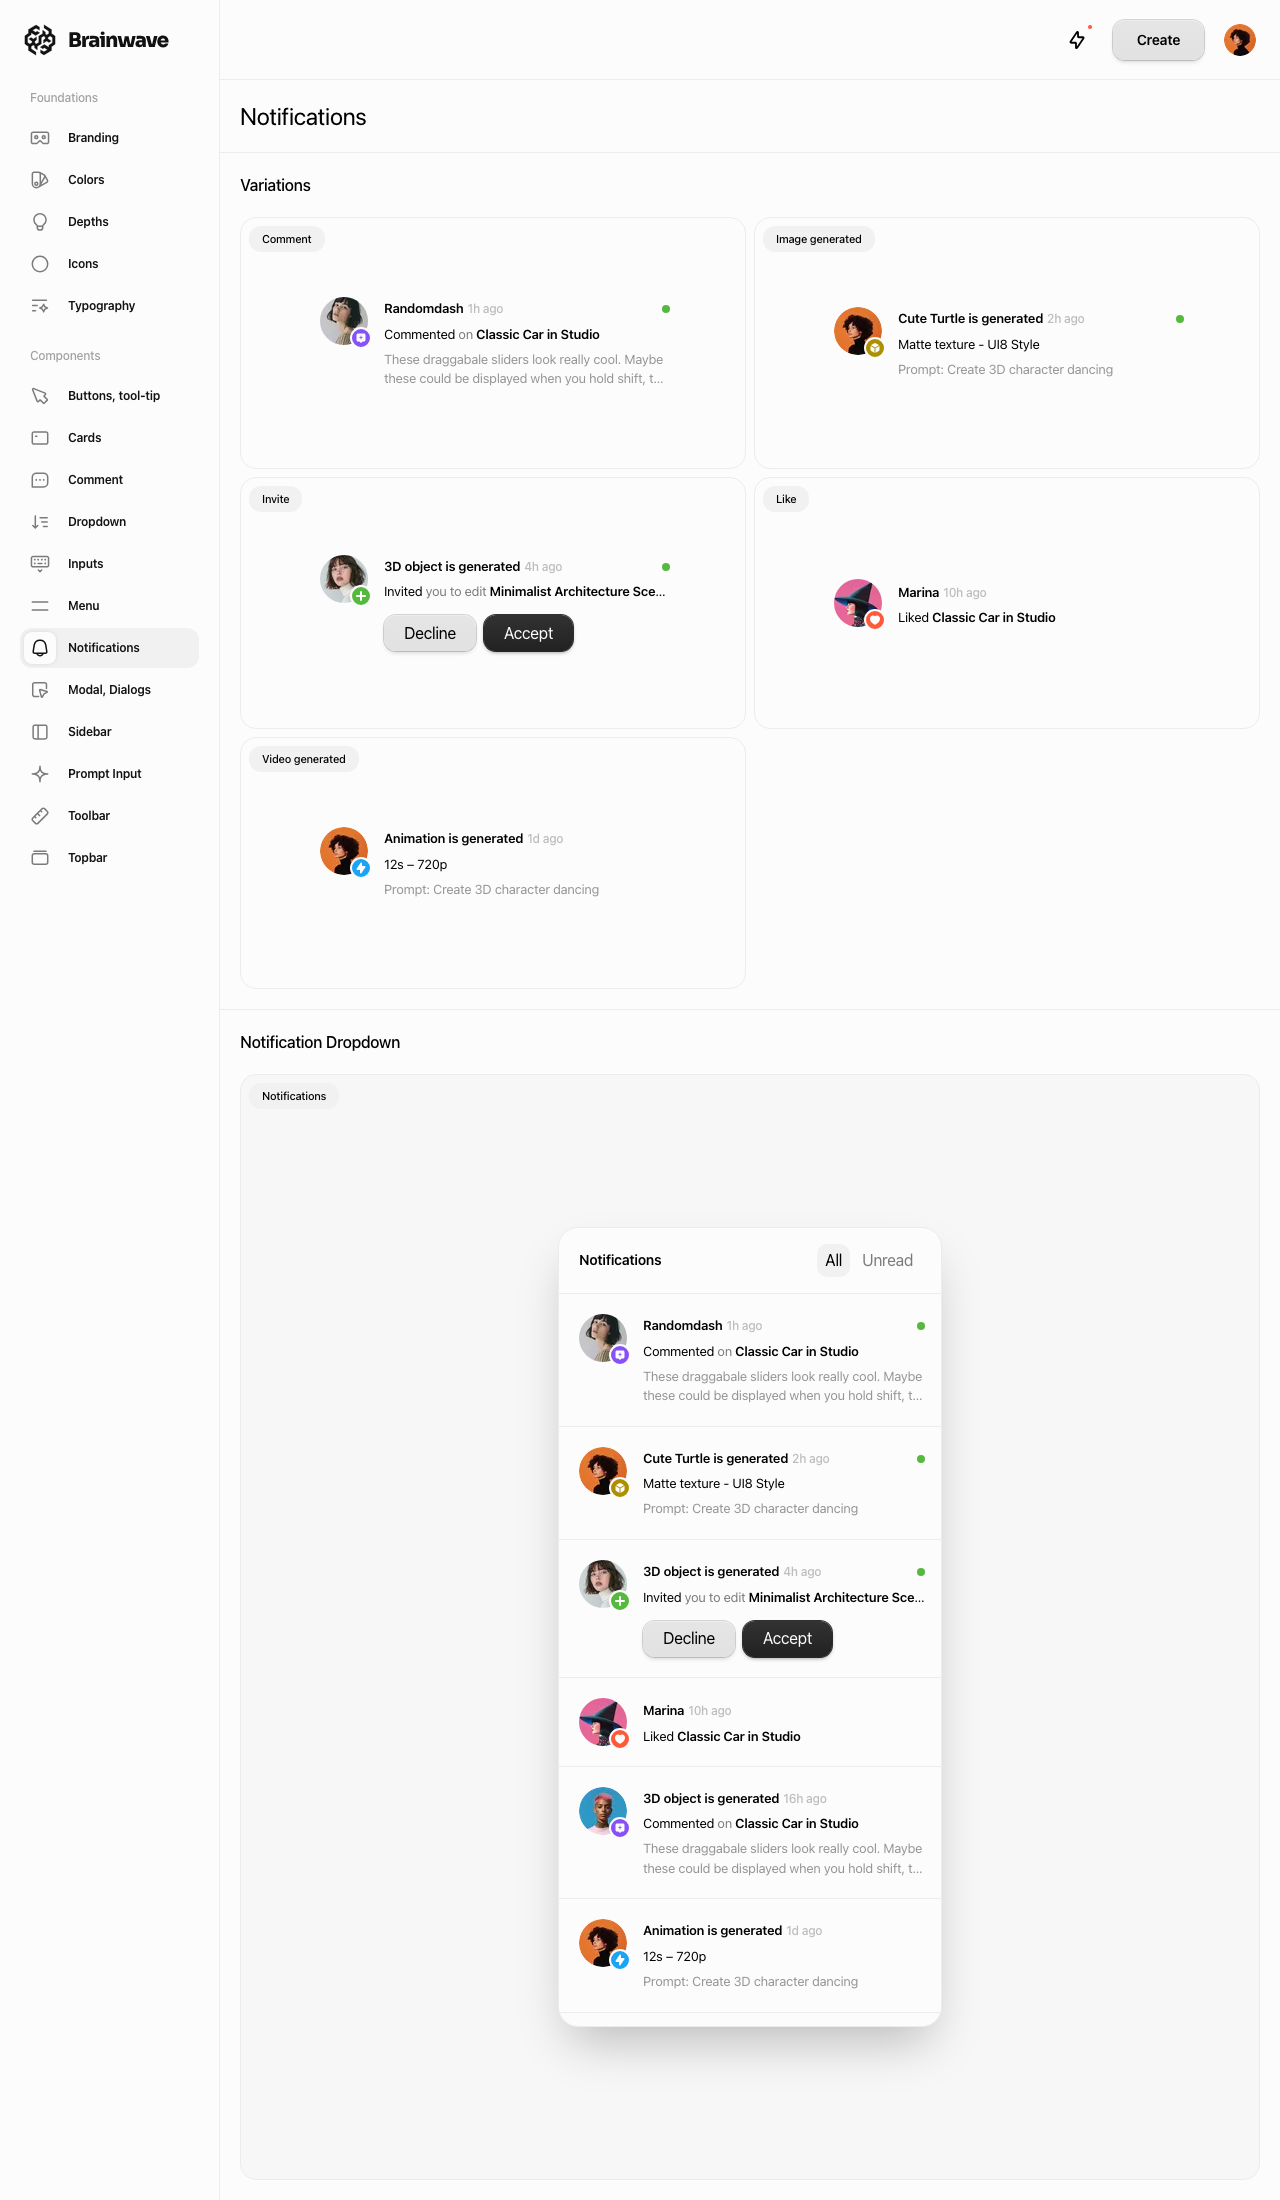 Brainwave
Create
Foundations
Branding
Colors
Depths
Icons
Typography
Components
Buttons, tool-tip
Cards
Comment
Dropdown
Inputs
Menu
Notifications
Modal, Dialogs
Sidebar
Prompt Input
Toolbar
Topbar
Notifications
Variations
Comment
Randomdash 1h ago
Commented on Classic Car in Studio
These draggabale sliders look really cool. Maybe
these could be displayed when you hold shift, t...
Image generated
Cute Turtle is generated 2h ago
Matte texture - UI8 Style
Prompt: Create 3D character dancing
Invite
3D object is generated 4h ago
Invited you to edit Minimalist Architecture Sce...
Decline
Accept
Like
Marina 10h ago
Liked Classic Car in Studio
Video generated
Animation is generated 1d ago
12s – 720p
Prompt: Create 3D character dancing
Notification Dropdown
Notifications
Notifications
All
Unread
Randomdash 1h ago
Commented on Classic Car in Studio
These draggabale sliders look really cool. Maybe
these could be displayed when you hold shift, t...
Cute Turtle is generated 2h ago
Matte texture - UI8 Style
Prompt: Create 3D character dancing
3D object is generated 4h ago
Invited you to edit Minimalist Architecture Sce...
Decline
Accept
Marina 10h ago
Liked Classic Car in Studio
3D object is generated 16h ago
Commented on Classic Car in Studio
These draggabale sliders look really cool. Maybe
these could be displayed when you hold shift, t...
Animation is generated 1d ago
12s – 720p
Prompt: Create 3D character dancing